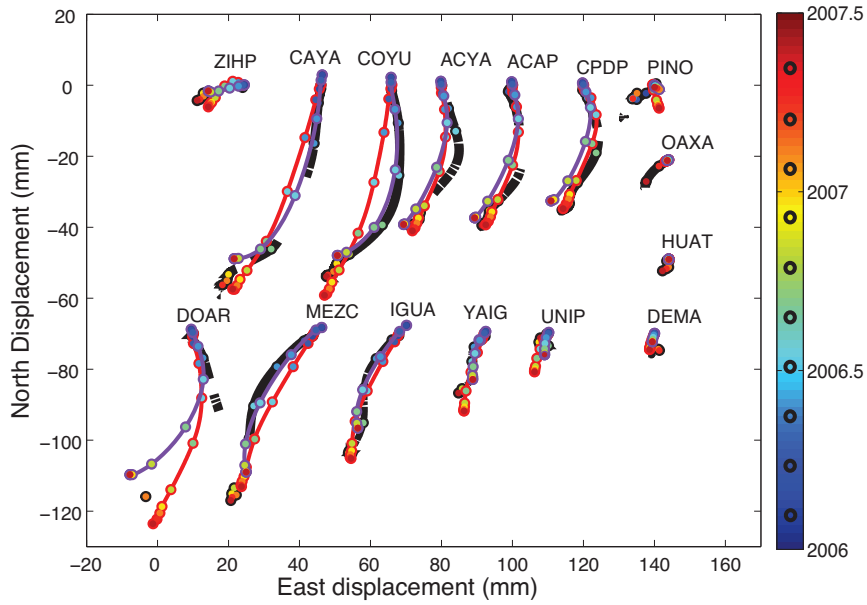 ZIHP CAYA COYU ACYA ACAP CPDP PINO
OAXA
HUAT
DOAR MEZC IGUA YAIG UNIP DEMA
North Displacement (mm)
0
−20
−40
−60
−80
−100
−120
−20 0 20 40 60 80 100 120 140 160
East displacement (mm)
2007.5
2007
2006.5
2006